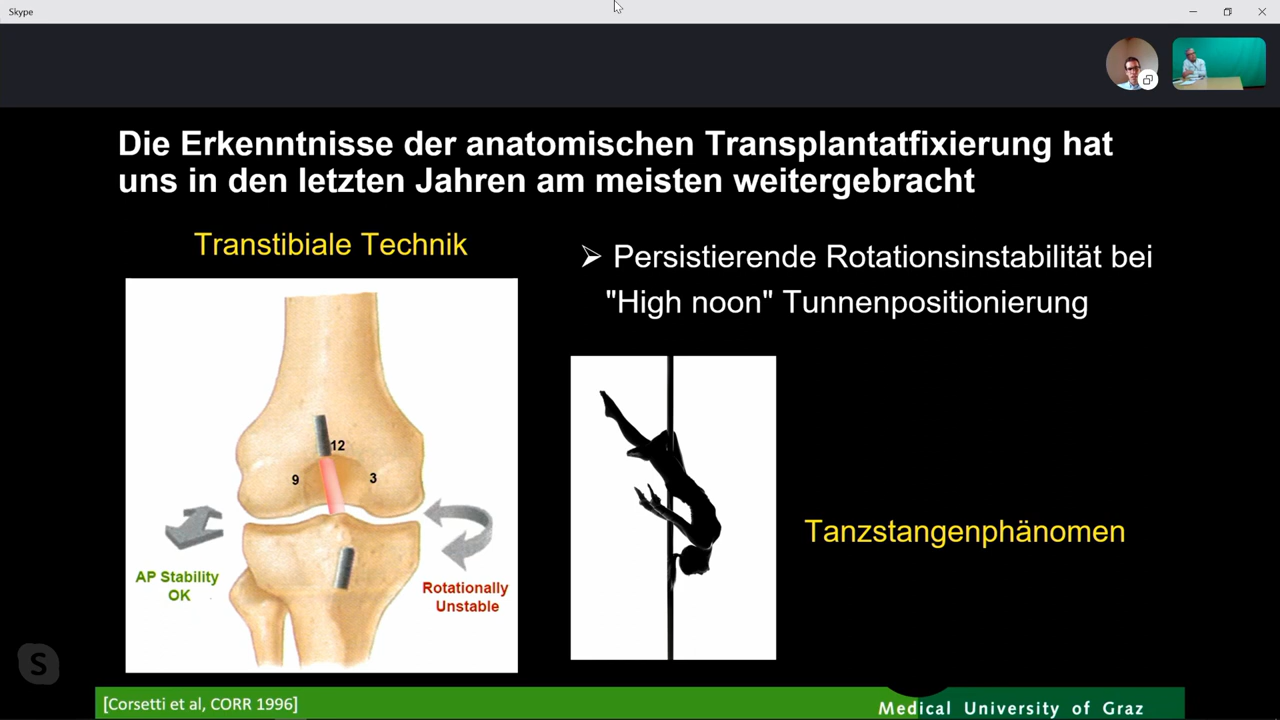 Skype
Die Erkenntnisse der anatomischen Transplantatfixierung hat
uns in den letzten Jahren am meisten weitergebracht
Transtibiale Technik
➢ Persistierende Rotationsinstabilität bei
"High noon" Tunnenpositionierung
12
9
3
AP Stability
OK
Rotationally
Unstable
Tanzstangenphänomen
S
[Corsetti et al, CORR 1996]
Medical University of Graz